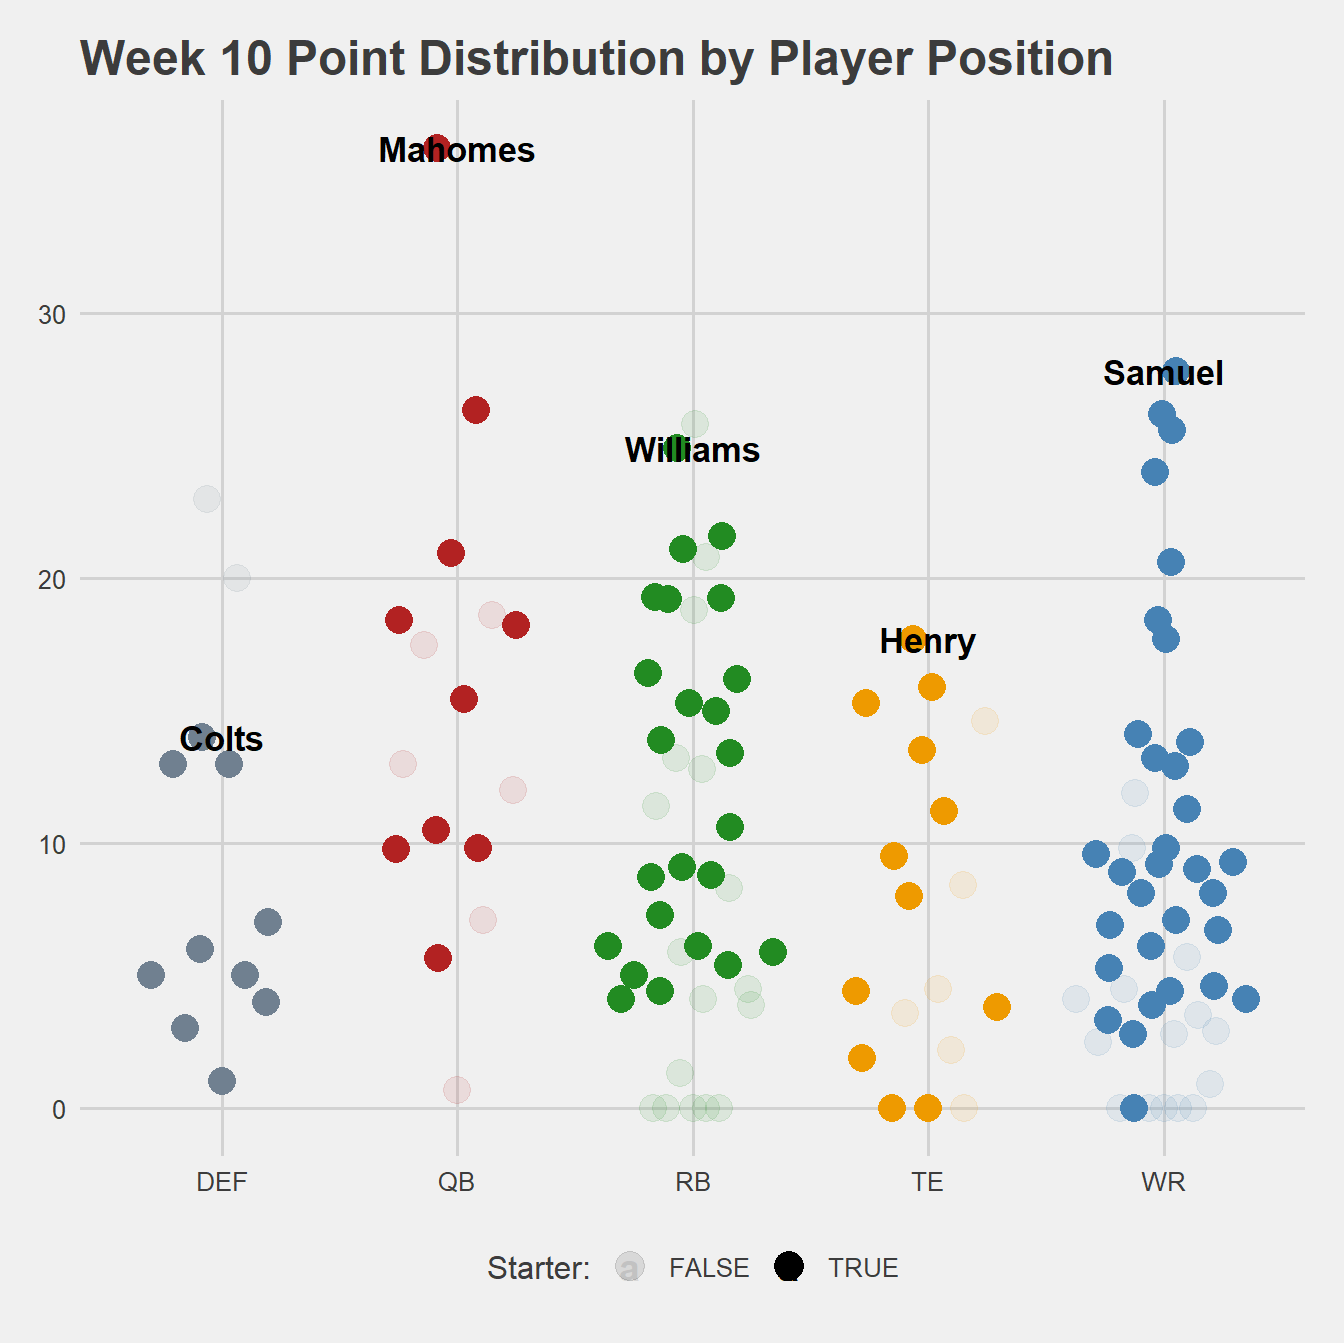 Week 10 Point Distribution by Player Position
Mahomes
30
Samuel
Williams
20
Henry
Colts
10
0
DEF QB RB TE WR
Starter: a FALSE TRUE